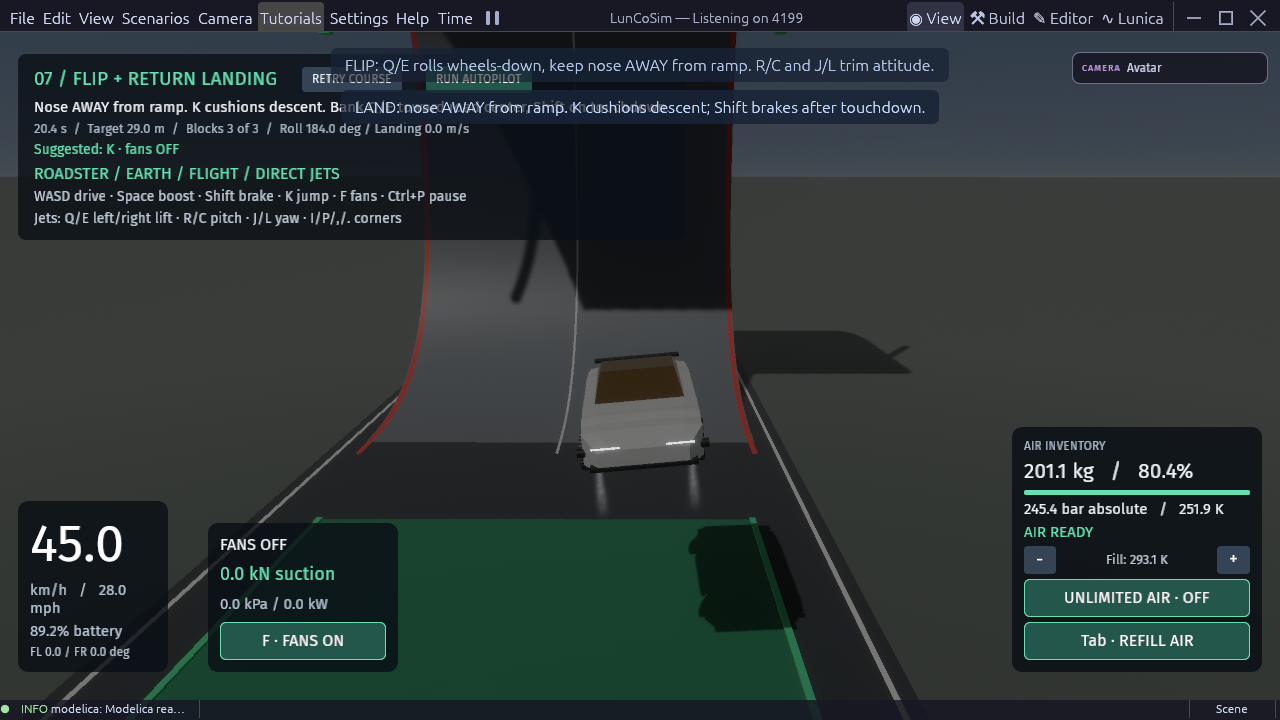 File Edit View Scenarios Camera Tutorials Settings Help Time
LunCoSim — Listening on 4199
View Build Editor Lunica
07 / FLIP + RETURN LANDING
RETRY COURSE
RUN AUTOPILOT
FLIP: Q/E rolls wheels-down, keep nose AWAY from ramp. R/C and J/L trim attitude.
Nose AWAY from ramp. K cushions descent.
LAND: nose AWAY from ramp. K cushions descent; Shift brakes after touchdown.
20.4 s / Target 29.0 m / Blocks 3 of 3 / Roll 184.0 deg / Landing 0.0 m/s
Suggested: K · fans OFF
ROADSTER / EARTH / FLIGHT / DIRECT JETS
WASD drive · Space boost · Shift brake · K jump · F fans · Ctrl+P pause
Jets: Q/E left/right lift · R/C pitch · J/L yaw · I/P/,/. corners
CAMERA Avatar
45.0
km/h / 28.0
mph
89.2% battery
FL 0.0 / FR 0.0 deg
FANS OFF
0.0 kN suction
0.0 kPa / 0.0 kW
F · FANS ON
AIR INVENTORY
201.1 kg / 80.4%
245.4 bar absolute / 251.9 K
AIR READY
- Fill: 293.1 K +
UNLIMITED AIR · OFF
Tab · REFILL AIR
INFO modelica: Modelica rea…
Scene